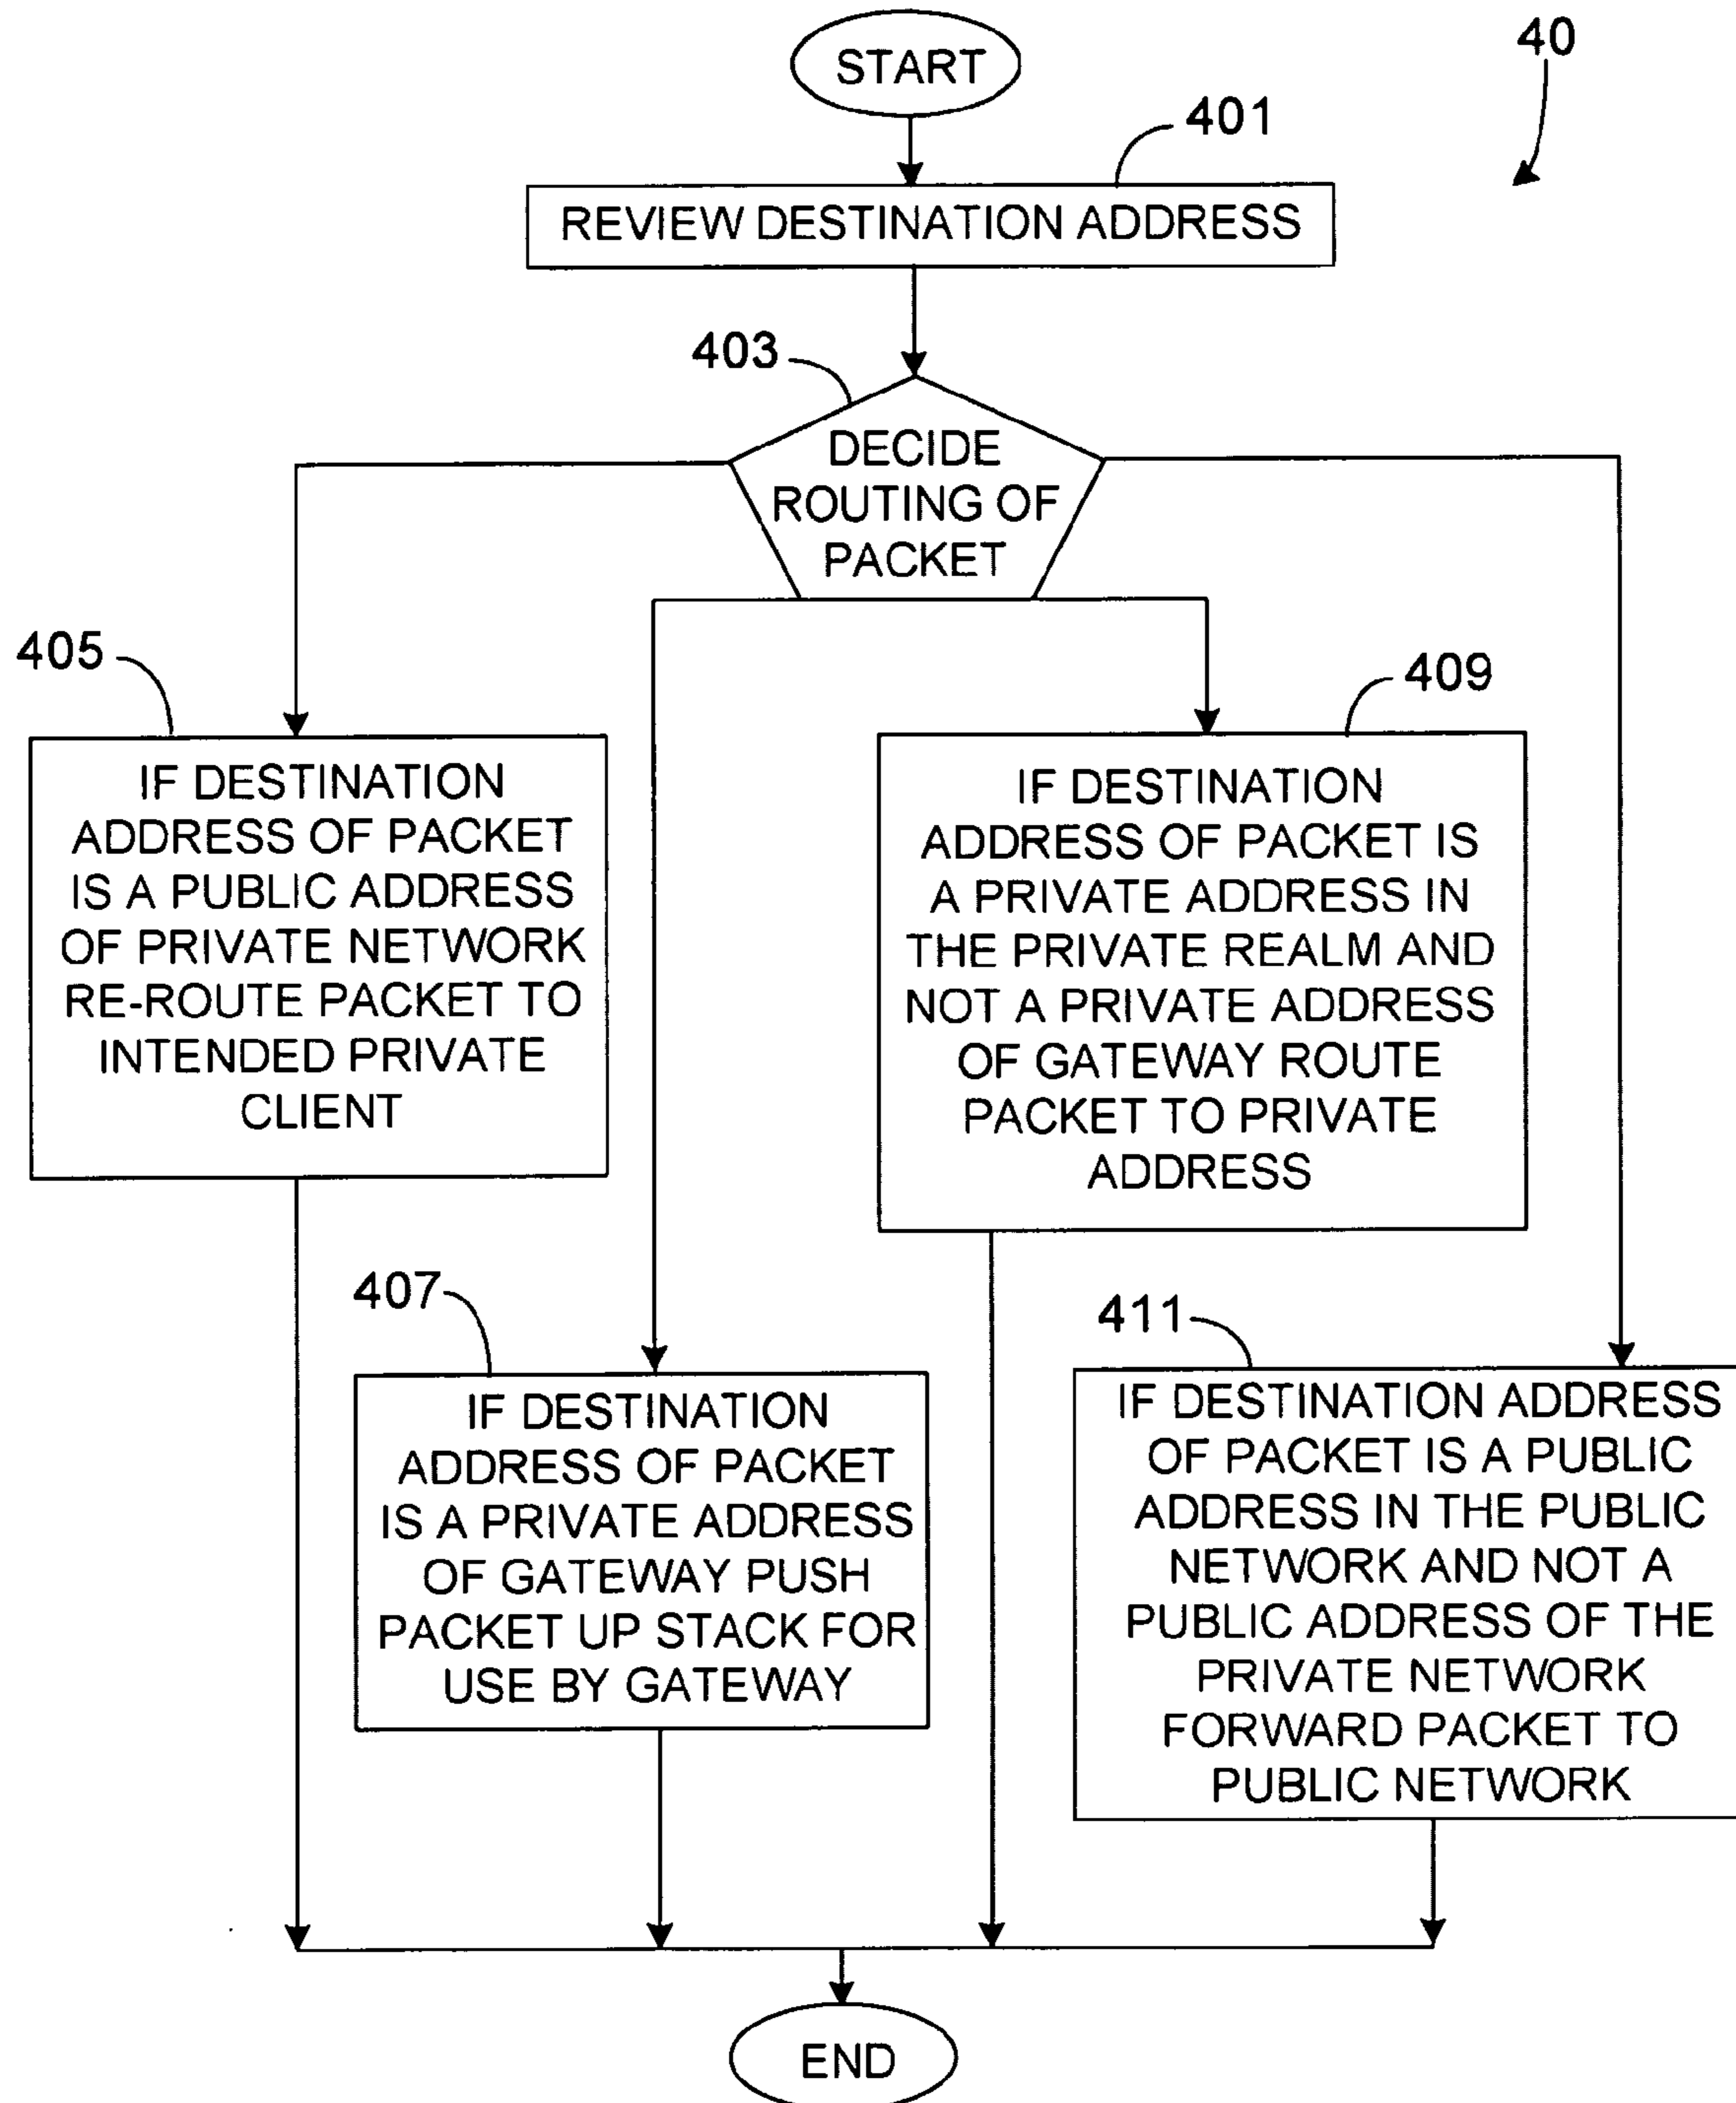 START
40
401
REVIEW DESTINATION ADDRESS
403
DECIDE
ROUTING OF
PACKET
405
IF DESTINATION
ADDRESS OF PACKET
IS A PUBLIC ADDRESS
OF PRIVATE NETWORK
RE-ROUTE PACKET TO
INTENDED PRIVATE
CLIENT
409
IF DESTINATION
ADDRESS OF PACKET IS
A PRIVATE ADDRESS IN
THE PRIVATE REALM AND
NOT A PRIVATE ADDRESS
OF GATEWAY ROUTE
PACKET TO PRIVATE
ADDRESS
407
IF DESTINATION
ADDRESS OF PACKET
IS A PRIVATE ADDRESS
OF GATEWAY PUSH
PACKET UP STACK FOR
USE BY GATEWAY
411
IF DESTINATION ADDRESS
OF PACKET IS A PUBLIC
ADDRESS IN THE PUBLIC
NETWORK AND NOT A
PUBLIC ADDRESS OF THE
PRIVATE NETWORK
FORWARD PACKET TO
PUBLIC NETWORK
END